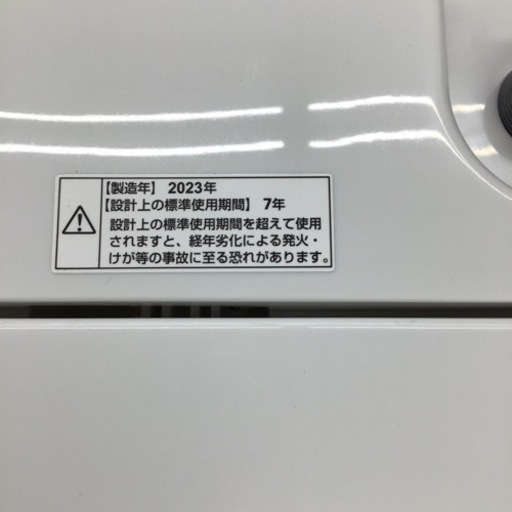 【製造年】 2023年
【設計上の標準使用期間】 7年
設計上の標準使用期間を超えて使用
されますと、経年劣化による発火・
けが等の事故に至る恐れがあります。